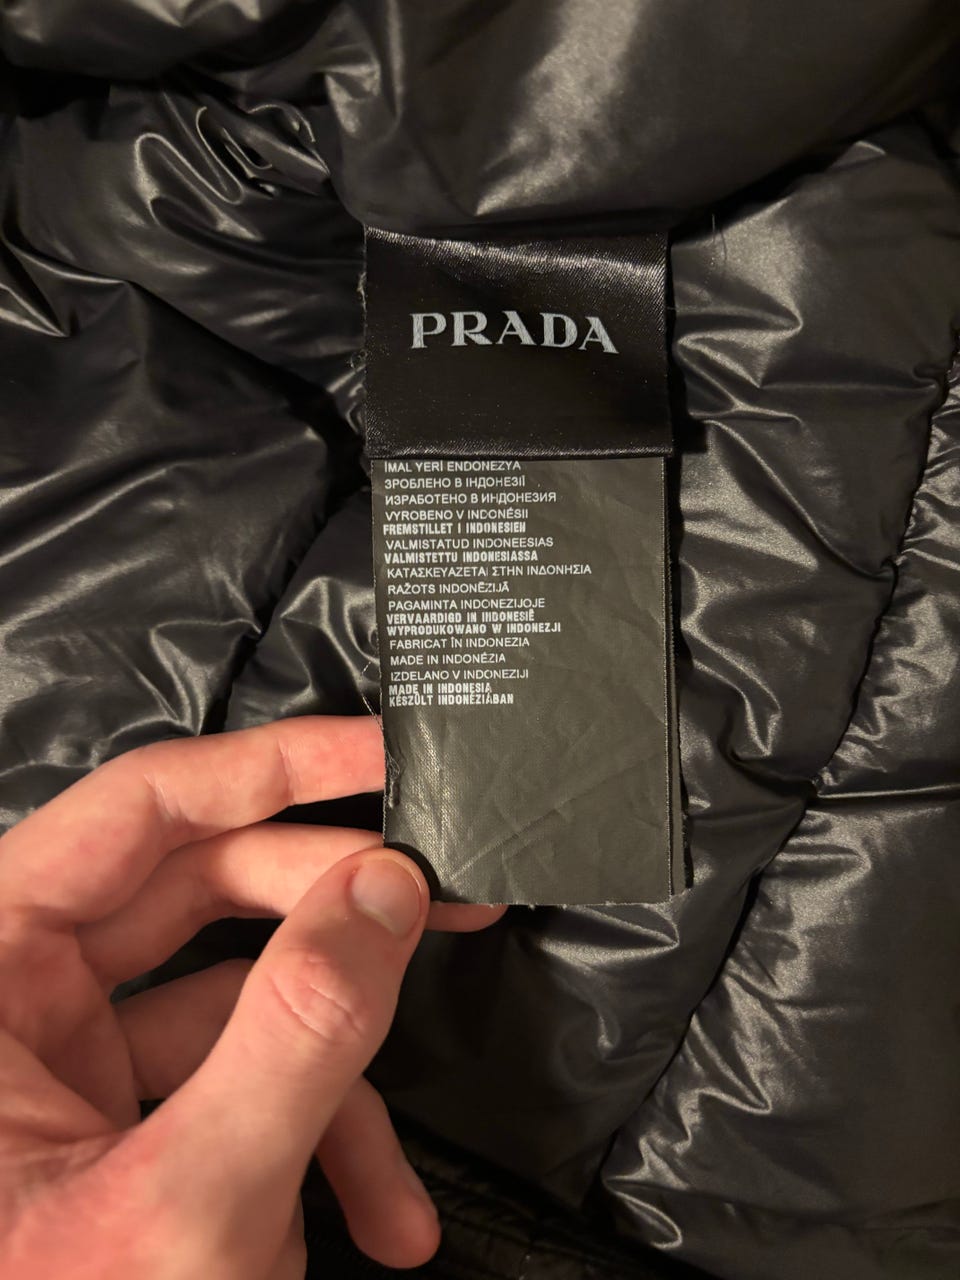 PRADA
İMAL YERİ ENDONEZYA
ЗРОБЛЕНО В ІНДОНЕЗІЇ
ИЗРАБОТЕНО В ИНДОНЕЗИЯ
VYROBENO V INDONÉSII
FREMSTILLET I INDONESIEN
VALMISTATUD INDONEESIAS
VALMISTETTU INDONESIASSA
ΚΑΤΑΣΚΕΥΑΖΕΤΑΙ ΣΤΗΝ ΙΝΔΟΝΗΣΙΑ
RAŽOTS INDONĒZIJĀ
PAGAMINTA INDONEZIJOJE
VERVAARDIGD IN INDONESIË
WYPRODUKOWANO W INDONEZJI
FABRICAT ÎN INDONEZIA
MADE IN INDONÉZIA
IZDELANO V INDONEZIJI
MADE IN INDONESIA
KÉSZÜLT INDONÉZIÁBAN